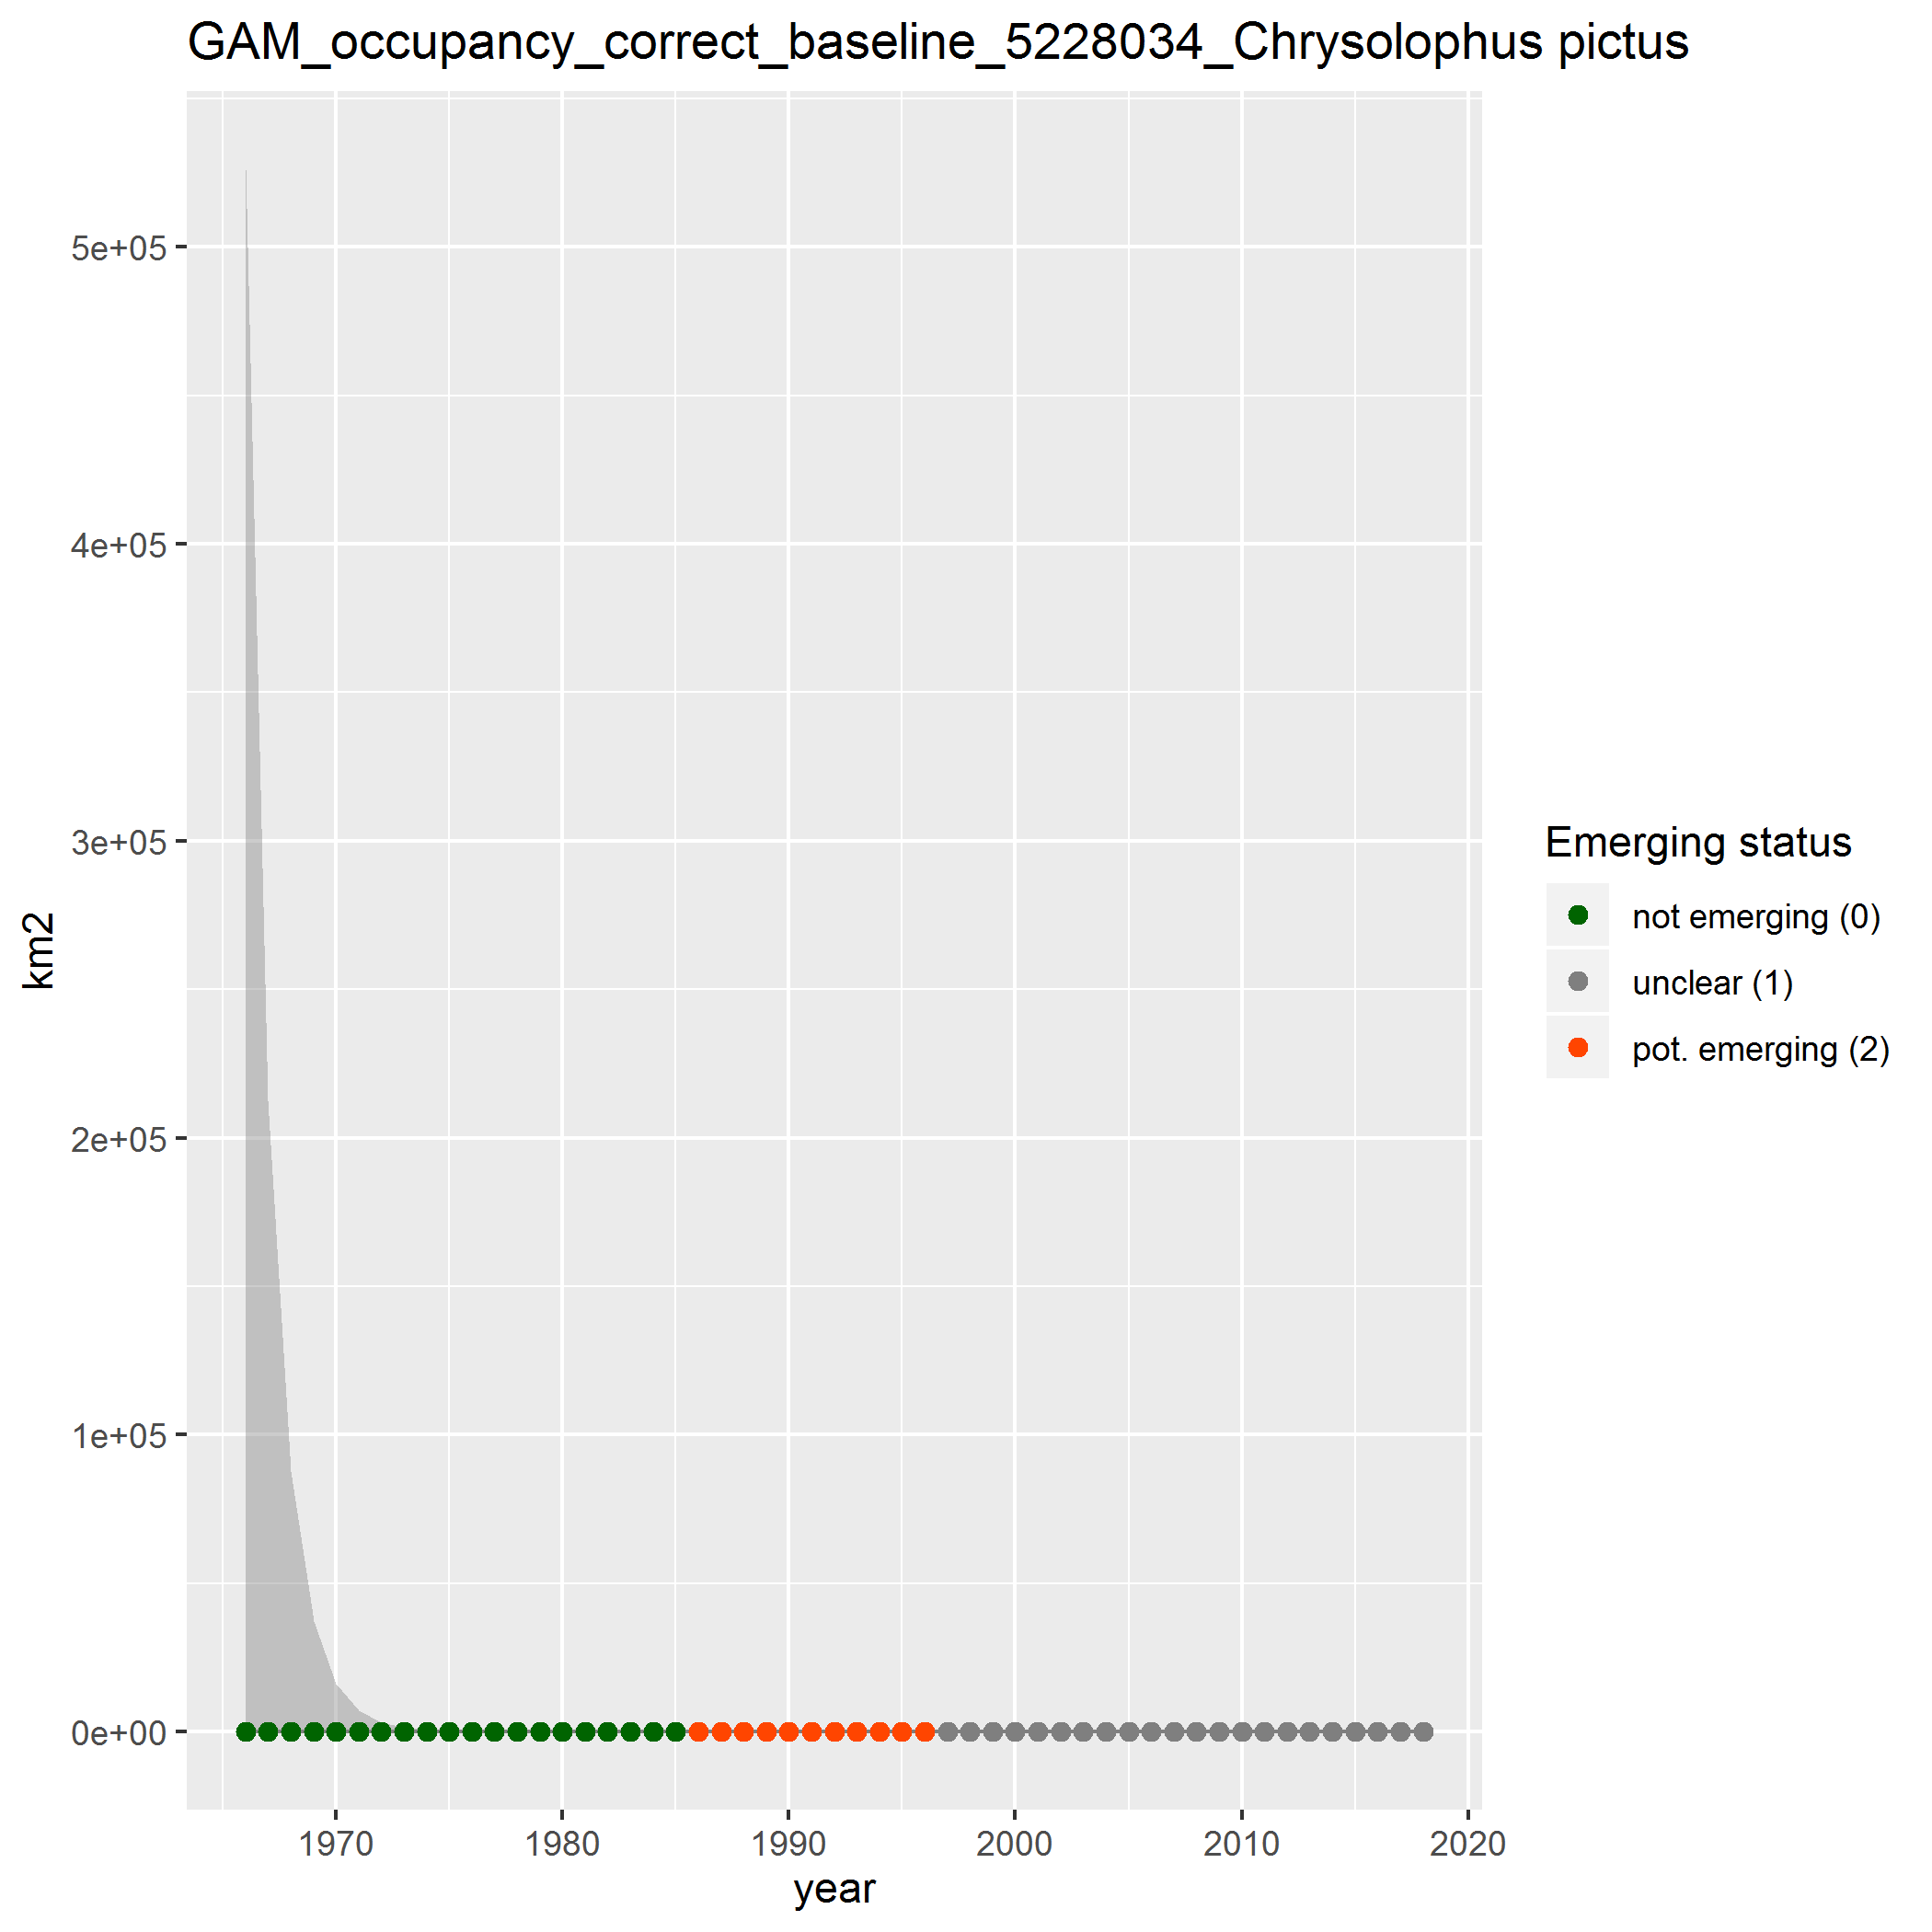 GAM_occupancy_correct_baseline_5228034_Chrysolophus pictus
5e+05
4e+05
3e+05
2e+05
1e+05
0e+00
km2
1970 1980 1990 2000 2010 2020
year
Emerging status
not emerging (0)
unclear (1)
pot. emerging (2)